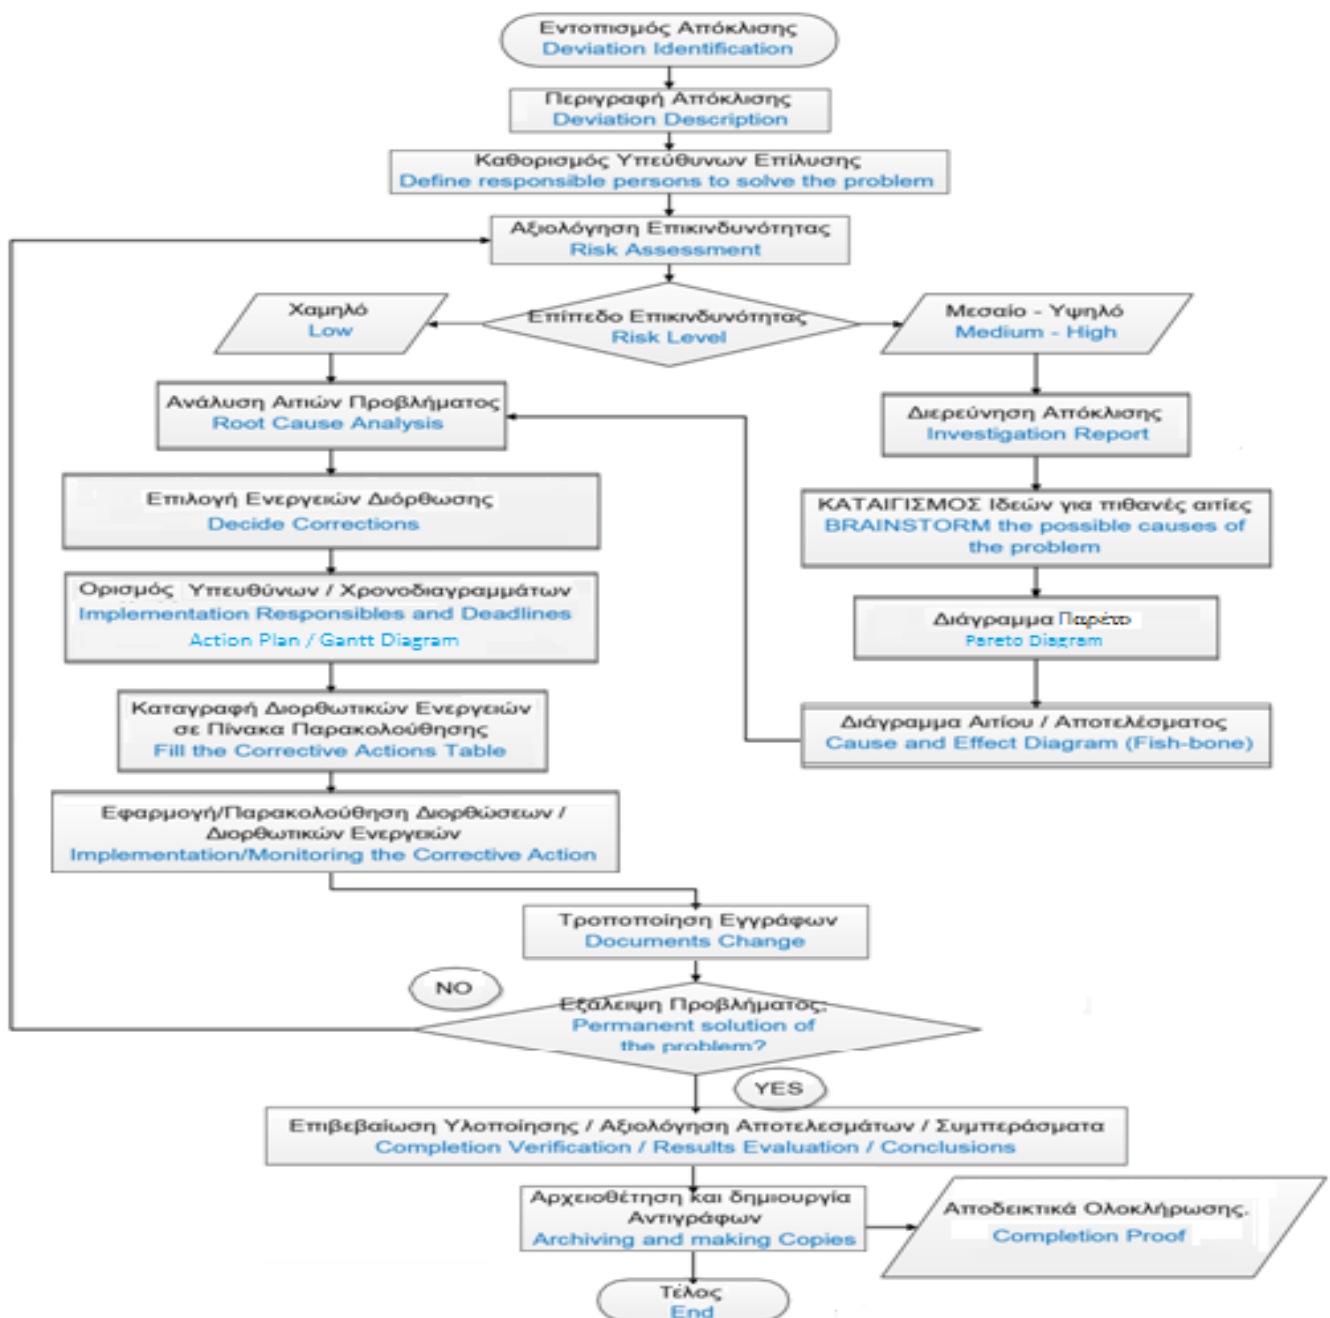 Εντοπισμός Απόκλισης
Deviation Identification
Περιγραφή Απόκλισης
Deviation Description
Καθορισμός Υπεύθυνων Επίλυσης
Define responsible persons to solve the problem
Αξιολόγηση Επικινδυνότητας
Risk Assessment
Χαμηλό
Low
Επίπεδο Επικινδυνότητας
Risk Level
Μεσαίο - Υψηλό
Medium - High
Ανάλυση Αιτιών Προβλήματος
Root Cause Analysis
Διερεύνηση Απόκλισης
Investigation Report
Επιλογή Ενεργειών Διόρθωσης
Decide Corrections
ΚΑΤΑΙΓΙΣΜΟΣ Ιδεών για πιθανές αιτίες
BRAINSTORM the possible causes of
the problem
Ορισμός Υπευθύνων / Χρονοδιαγραμμάτων
Implementation Responsibles and Deadlines
Action Plan / Gantt Diagram
Διάγραμμα Παρέτο
Pareto Diagram
Καταγραφή Διορθωτικών Ενεργειών
σε Πίνακα Παρακολούθησης
Fill the Corrective Actions Table
Διάγραμμα Αιτίου / Αποτελέσματος
Cause and Effect Diagram (Fish-bone)
Εφαρμογή/Παρακολούθηση Διορθώσεων /
Διορθωτικών Ενεργειών
Implementation/Monitoring the Corrective Action
Τροποποίηση Εγγράφων
Documents Change
NO
Εξάλειψη Προβλήματος;
Permanent solution of
the problem?
YES
Επιβεβαίωση Υλοποίησης / Αξιολόγηση Αποτελεσμάτων / Συμπεράσματα
Completion Verification / Results Evaluation / Conclusions
Αρχειοθέτηση και δημιουργία
Αντιγράφων
Archiving and making Copies
Αποδεικτικά Ολοκλήρωσης.
Completion Proof
Τέλος
End